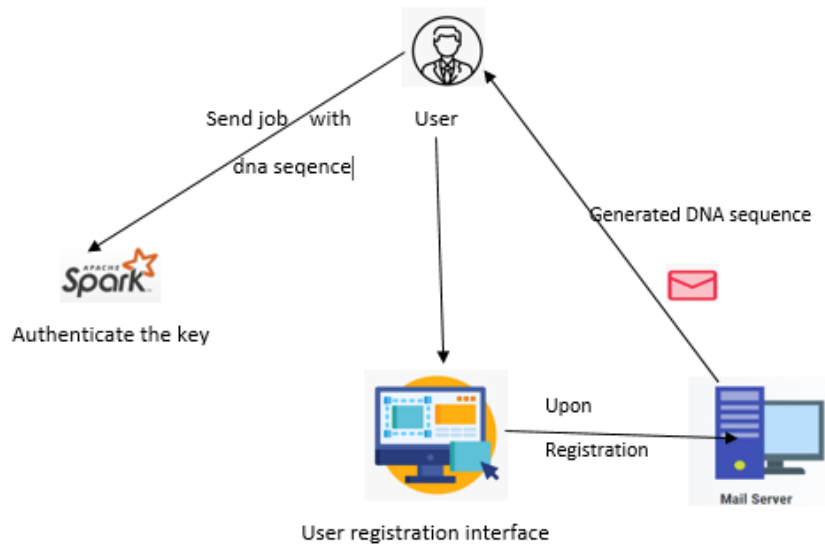 Send job with
User
dna seqence
Generated DNA sequence
APACHE
Spark
Authenticate the key
Upon
Registration
Mail Server
User registration interface